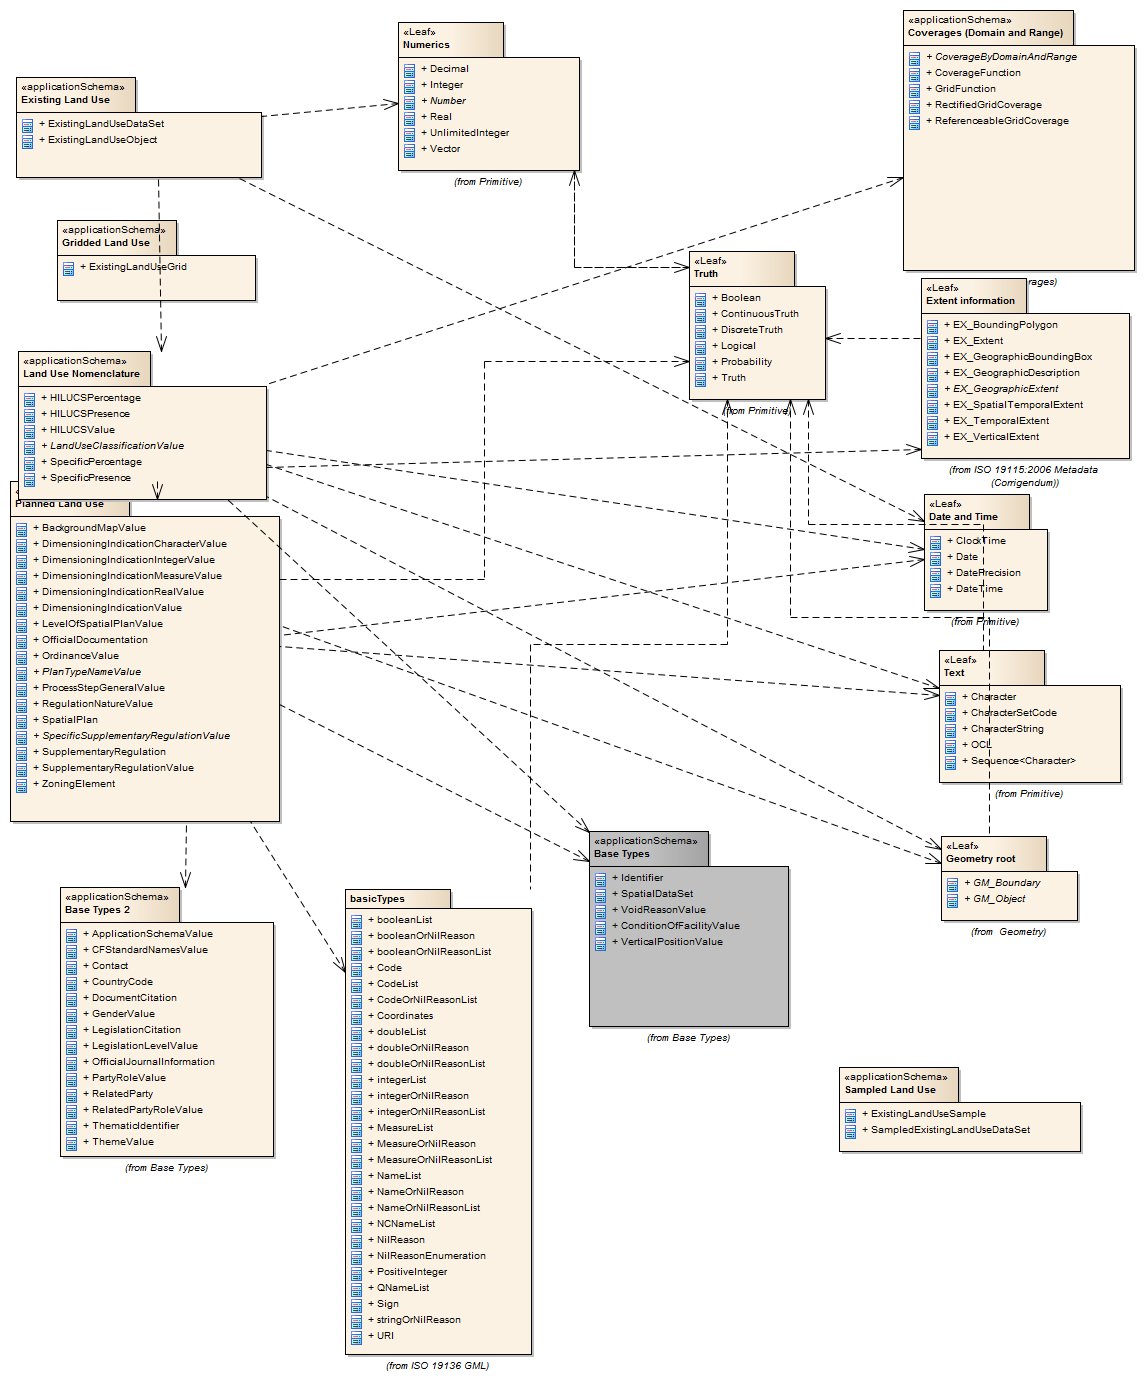 «Leaf»
Numerics
+ Decimal
+ Integer
+ Number
+ Real
+ UnlimitedInteger
+ Vector
(from Primitive)
«applicationSchema»
Coverages (Domain and Range)
+ CoverageByDomainAndRange
+ CoverageFunction
+ GridFunction
+ RectifiedGridCoverage
+ ReferenceableGridCoverage
rages)
«applicationSchema»
Existing Land Use
+ ExistingLandUseDataSet
+ ExistingLandUseObject
«applicationSchema»
Gridded Land Use
+ ExistingLandUseGrid
«Leaf»
Truth
+ Boolean
+ ContinuousTruth
+ DiscreteTruth
+ Logical
+ Probability
+ Truth
(from Primitive)
«Leaf»
Extent information
+ EX_BoundingPolygon
+ EX_Extent
+ EX_GeographicBoundingBox
+ EX_GeographicDescription
+ EX_GeographicExtent
+ EX_SpatialTemporalExtent
+ EX_TemporalExtent
+ EX_VerticalExtent
(from ISO 19115:2006 Metadata
(Corrigendum))
«applicationSchema»
Land Use Nomenclature
+ HILUCSPercentage
+ HILUCSPresence
+ HILUCSValue
+ LandUseClassificationValue
+ SpecificPercentage
+ SpecificPresence
Planned Land Use
+ BackgroundMapValue
+ DimensioningIndicationCharacterValue
+ DimensioningIndicationIntegerValue
+ DimensioningIndicationMeasureValue
+ DimensioningIndicationRealValue
+ DimensioningIndicationValue
+ LevelOfSpatialPlanValue
+ OfficialDocumentation
+ OrdinanceValue
+ PlanTypeNameValue
+ ProcessStepGeneralValue
+ RegulationNatureValue
+ SpatialPlan
+ SpecificSupplementaryRegulationValue
+ SupplementaryRegulation
+ SupplementaryRegulationValue
+ ZoningElement
«Leaf»
Date and Time
+ ClockTime
+ Date
+ DatePrecision
+ DateTime
(from Primitive)
«Leaf»
Text
+ Character
+ CharacterSetCode
+ CharacterString
+ OCL
+ Sequence<Character>
(from Primitive)
«Leaf»
Geometry root
+ GM_Boundary
+ GM_Object
(from Geometry)
«applicationSchema»
Base Types
+ Identifier
+ SpatialDataSet
+ VoidReasonValue
+ ConditionOfFacilityValue
+ VerticalPositionValue
(from Base Types)
«applicationSchema»
Base Types 2
+ ApplicationSchemaValue
+ CFStandardNamesValue
+ Contact
+ CountryCode
+ DocumentCitation
+ GenderValue
+ LegislationCitation
+ LegislationLevelValue
+ OfficialJournalInformation
+ PartyRoleValue
+ RelatedParty
+ RelatedPartyRoleValue
+ ThematicIdentifier
+ ThemeValue
(from Base Types)
basicTypes
+ booleanList
+ booleanOrNilReason
+ booleanOrNilReasonList
+ Code
+ CodeList
+ CodeOrNilReasonList
+ Coordinates
+ doubleList
+ doubleOrNilReason
+ doubleOrNilReasonList
+ integerList
+ integerOrNilReason
+ integerOrNilReasonList
+ MeasureList
+ MeasureOrNilReason
+ MeasureOrNilReasonList
+ NameList
+ NameOrNilReason
+ NameOrNilReasonList
+ NCNameList
+ NilReason
+ NilReasonEnumeration
+ PositiveInteger
+ QNameList
+ Sign
+ stringOrNilReason
+ URI
(from ISO 19136 GML)
«applicationSchema»
Sampled Land Use
+ ExistingLandUseSample
+ SampledExistingLandUseDataSet